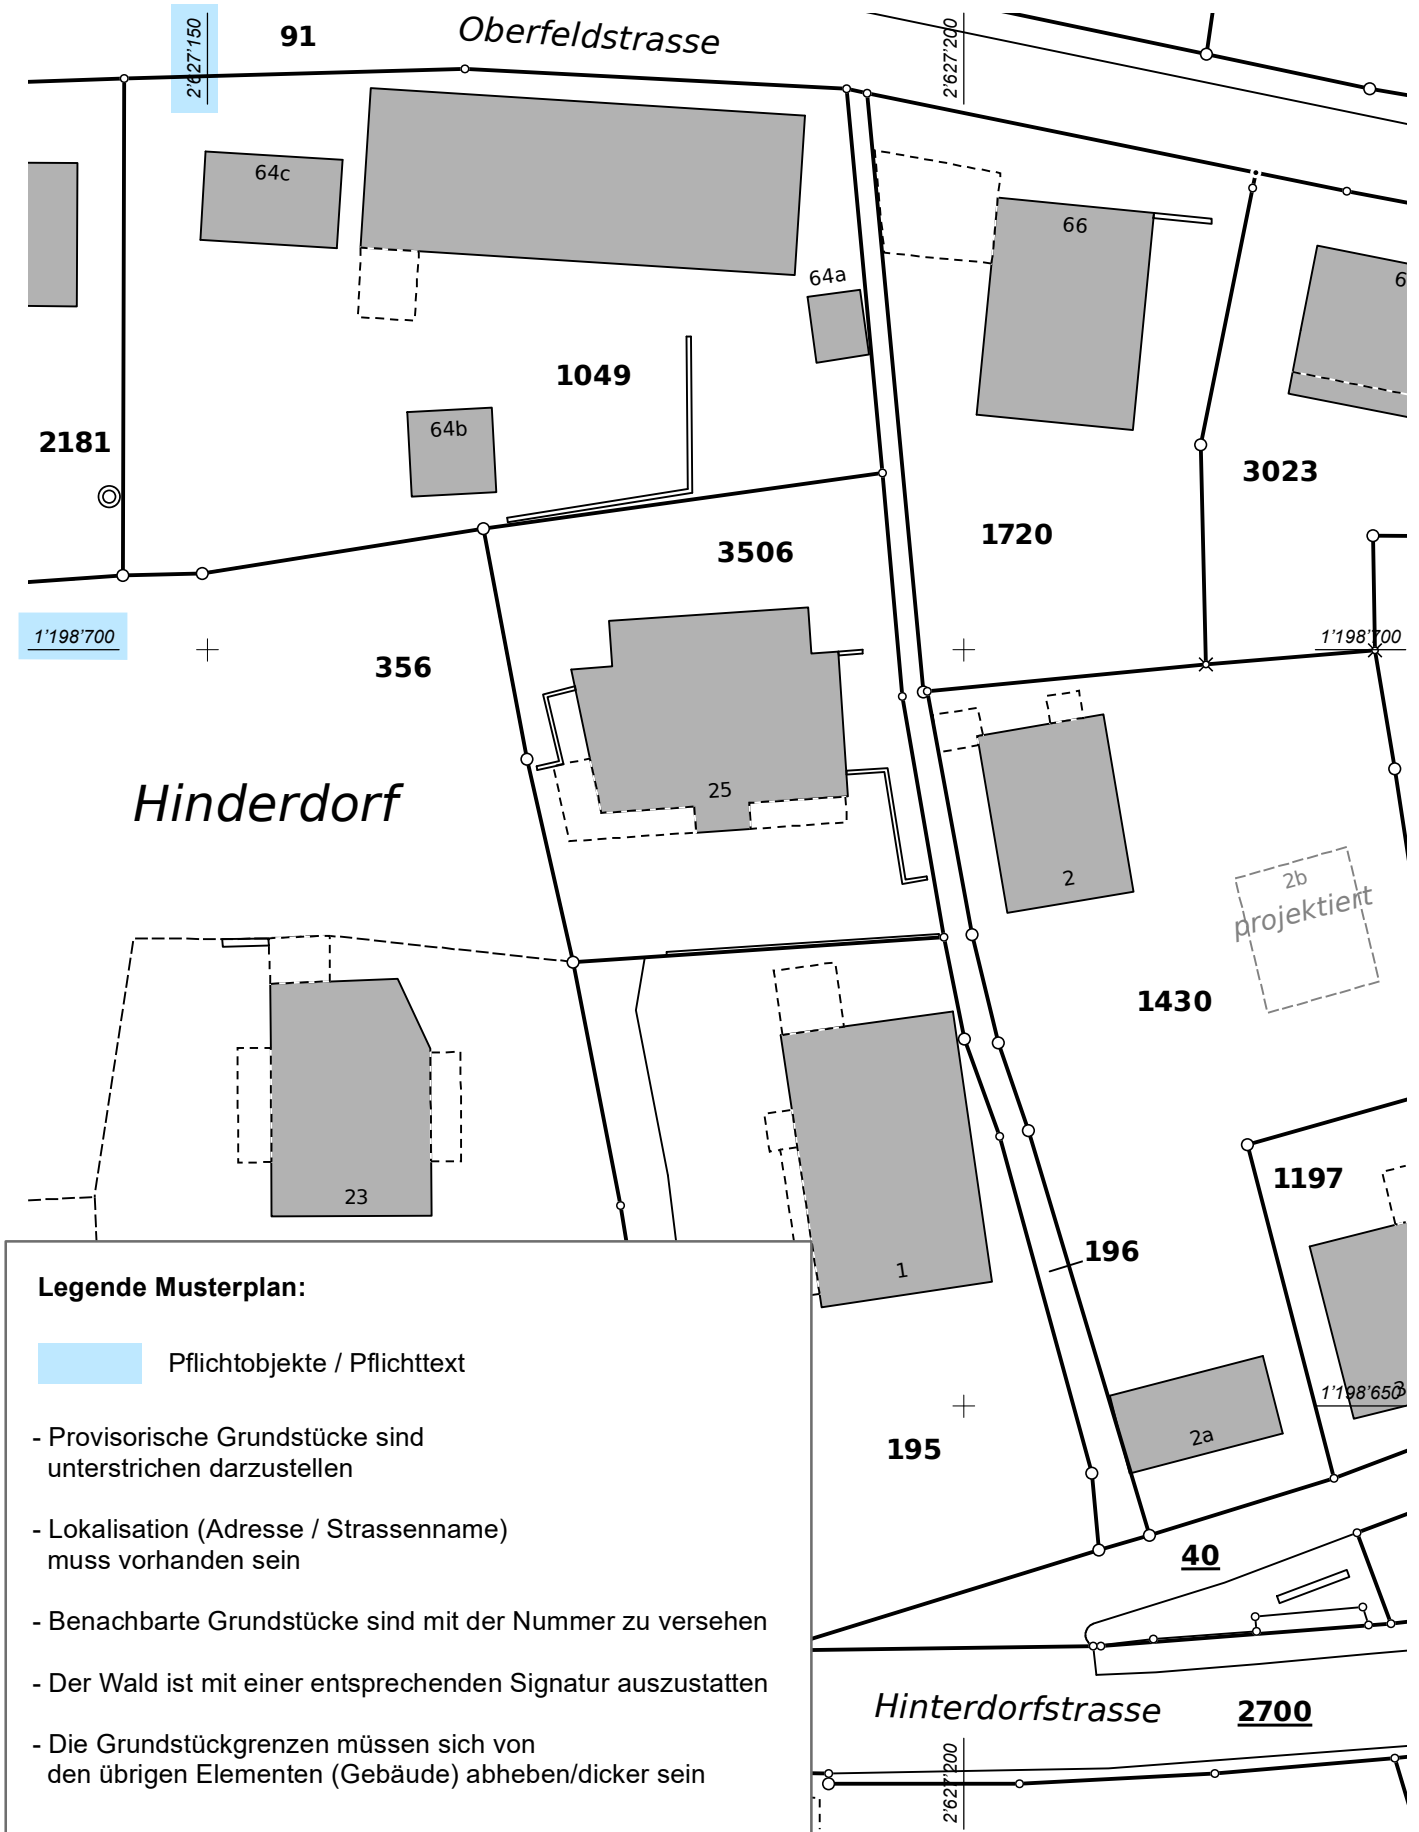 2'627'150
91
Oberfeldstrasse
2'627'200
64c
66
64a
1049
64b
2181
3023
1720
3506
1'198'700
1'198'700
356
Hinderdorf
25
2
2b
projektiert
1430
23
1197
196
1
1'198'650
2a
195
40
Hinterdorfstrasse
2700
2'627'200
Legende Musterplan:
Pflichtobjekte / Pflichttext
- Provisorische Grundstücke sind
unterstrichen darzustellen
- Lokalisation (Adresse / Strassenname)
muss vorhanden sein
- Benachbarte Grundstücke sind mit der Nummer zu versehen
- Der Wald ist mit einer entsprechenden Signatur auszustatten
- Die Grundstückgrenzen müssen sich von
den übrigen Elementen (Gebäude) abheben/dicker sein